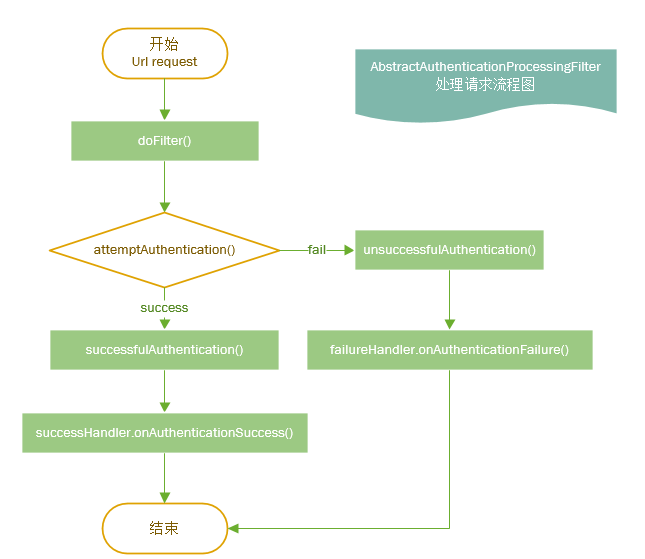 开始
Url request
AbstractAuthenticationProcessingFilter
处理请求流程图
doFilter()
attemptAuthentication()
fail
unsuccessfulAuthentication()
success
successfulAuthentication()
failureHandler.onAuthenticationFailure()
successHandler.onAuthenticationSuccess()
结束